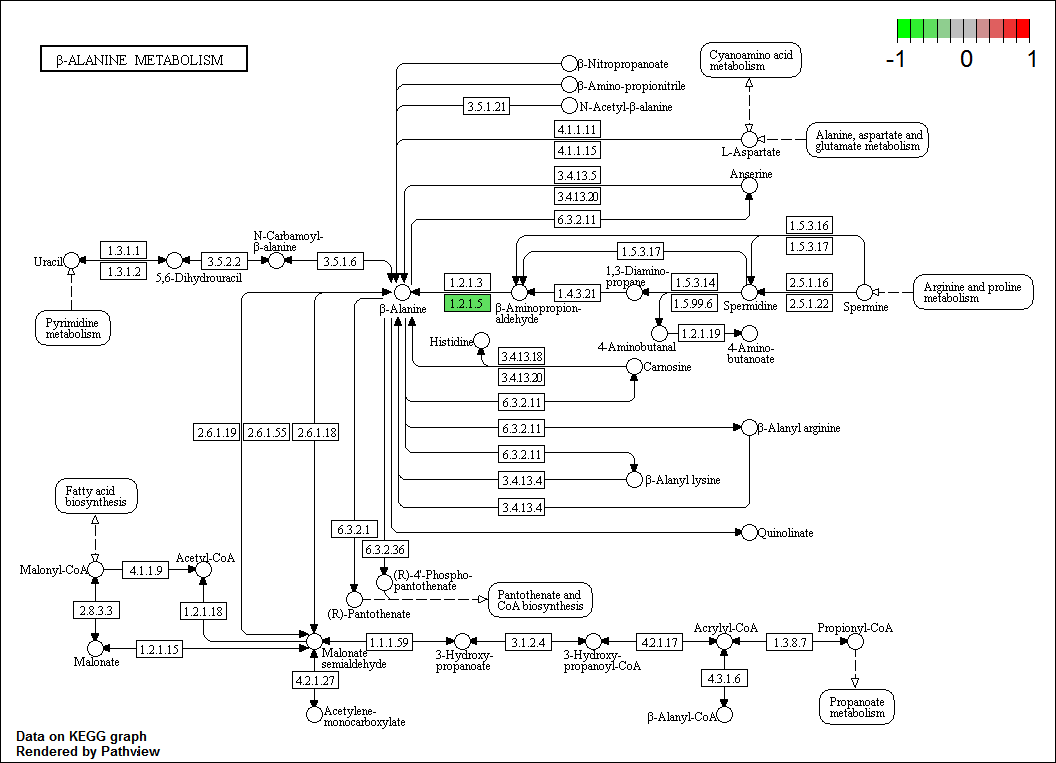 β-ALANINE METABOLISM
-1 0 1
β-Nitropropanoate
β-Amino-propionitrile
3.5.1.21
N-Acetyl-β-alanine
Cyanoamino acid
metabolism
4.1.1.11
4.1.1.15
L-Aspartate
Alanine, aspartate and
glutamate metabolism
3.4.13.5
3.4.13.20
6.3.2.11
Anserine
Uracil
1.3.1.1
1.3.1.2
5,6-Dihydrouracil
3.5.2.2
N-Carbamoyl-
β-alanine
3.5.1.6
β-Alanine
1.2.1.3
1.2.1.5
β-Aminopropion-
aldehyde
1.4.3.21
1,3-Diamino-
propane
1.5.3.17
1.5.3.14
1.5.99.6
Spermidine
1.5.3.16
1.5.3.17
2.5.1.16
2.5.1.22
Spermine
Arginine and proline
metabolism
Pyrimidine
metabolism
4-Aminobutanal
1.2.1.19
4-Amino-
butanoate
Histidine
3.4.13.18
3.4.13.20
Carnosine
6.3.2.11
6.3.2.11
β-Alanyl arginine
6.3.2.11
3.4.13.4
β-Alanyl lysine
3.4.13.4
2.6.1.19
2.6.1.55
2.6.1.18
Quinolinate
6.3.2.1
6.3.2.36
(R)-4'-Phospho-
pantothenate
(R)-Pantothenate
Pantothenate and
CoA biosynthesis
Fatty acid
biosynthesis
Malonyl-CoA
4.1.1.9
Acetyl-CoA
2.8.3.3
1.2.1.18
Malonate
1.2.1.15
Malonate
semialdehyde
1.1.1.59
3-Hydroxy-
propanoate
3.1.2.4
3-Hydroxy-
propanoyl-CoA
4.2.1.17
Acrylyl-CoA
1.3.8.7
Propionyl-CoA
4.2.1.27
Acetylene-
monocarboxylate
4.3.1.6
β-Alanyl-CoA
Propanoate
metabolism
Data on KEGG graph
Rendered by Pathview